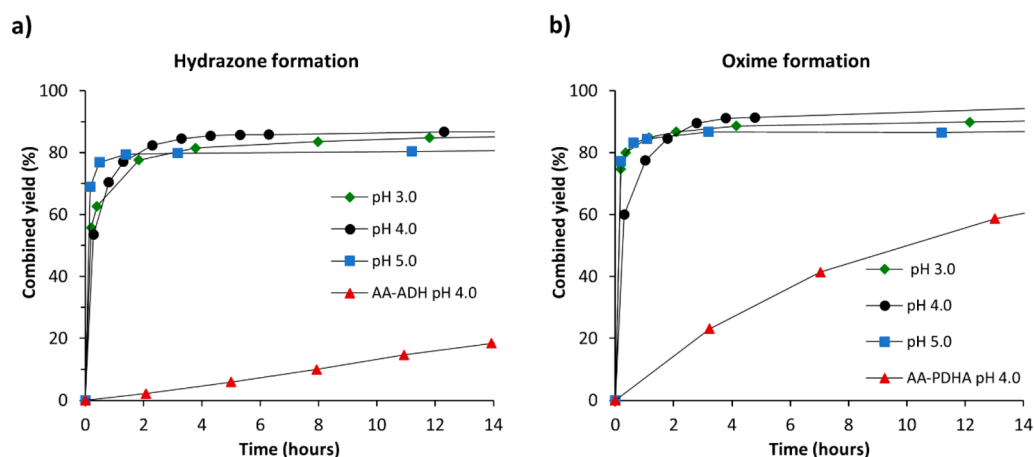 a)
Hydrazone formation
Combined yield (%)
100
80
60
40
20
0
0 2 4 6 8 10 12 14
Time (hours)
pH 3.0
pH 4.0
pH 5.0
AA-ADH pH 4.0
b)
Oxime formation
Combined yield (%)
100
80
60
40
20
0
0 2 4 6 8 10 12 14
Time (hours)
pH 3.0
pH 4.0
pH 5.0
AA-PDHA pH 4.0